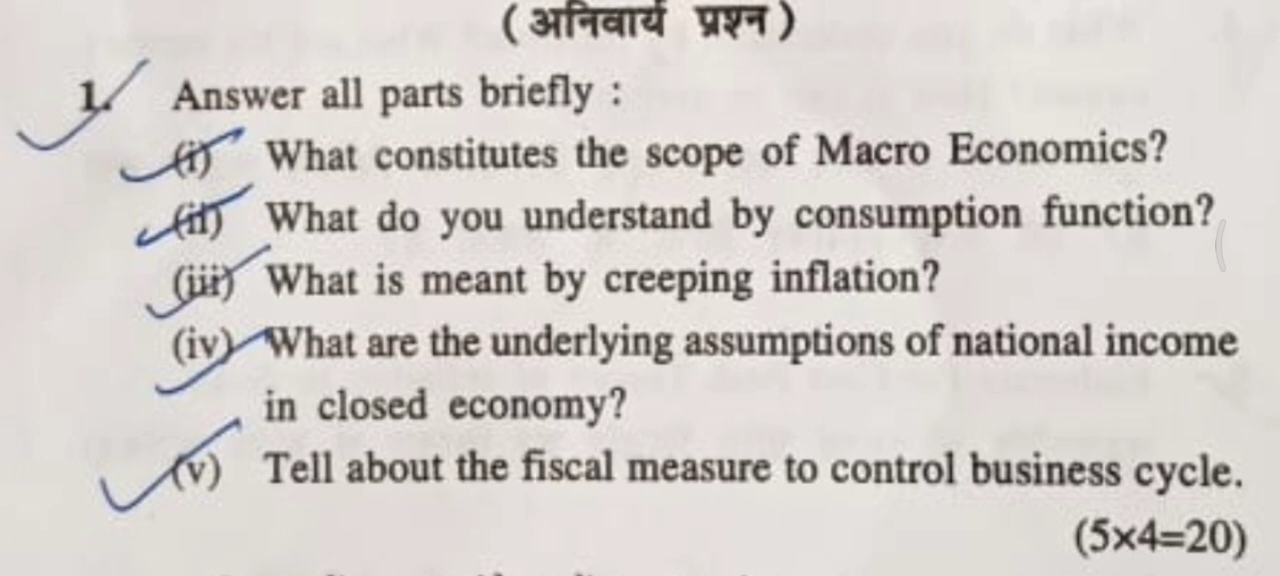 ( अनिवार्य प्रश्न )
1. Answer all parts briefly :
(i) What constitutes the scope of Macro Economics?
(ii) What do you understand by consumption function?
(iii) What is meant by creeping inflation?
(iv) What are the underlying assumptions of national income
in closed economy?
(v) Tell about the fiscal measure to control business cycle.
(5×4=20)